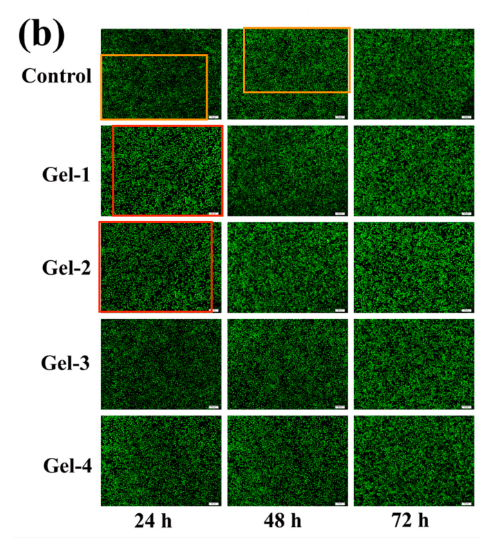 (b)
Control
Gel-1
Gel-2
Gel-3
Gel-4
24 h 48 h 72 h